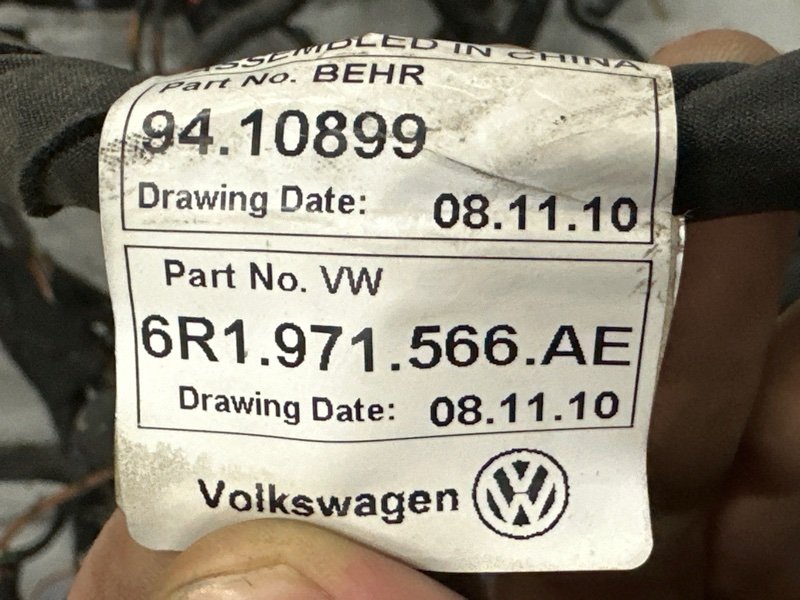 ASSEMBLED IN CHINA
Part No. BEHR
94.10899
Drawing Date: 08.11.10
Part No. VW
6R1.971.566.AE
Drawing Date: 08.11.10
Volkswagen